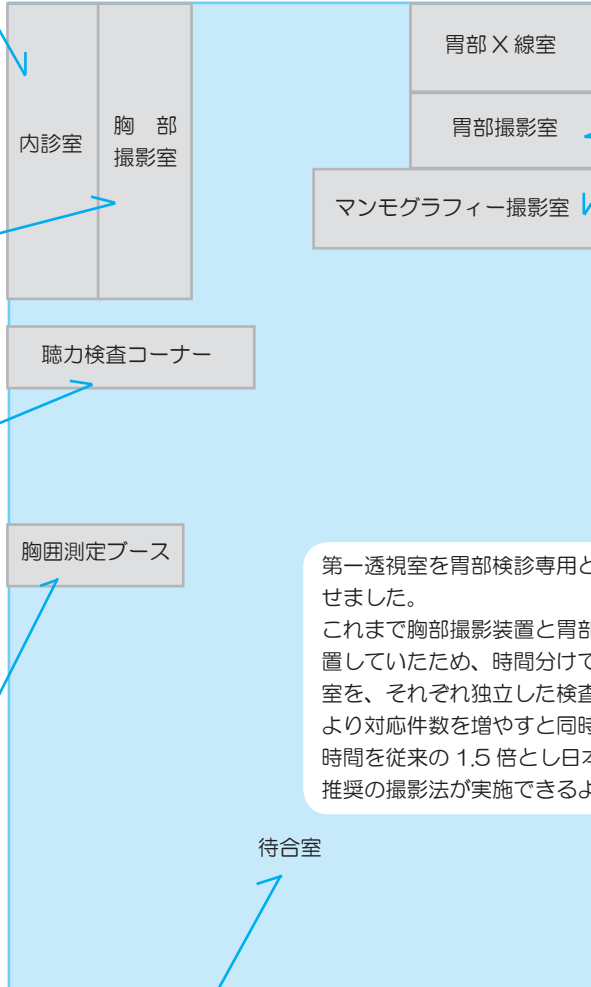 胃部 X 線室
胃部撮影室
マンモグラフィー撮影室
内診室
胸　部
撮影室
聴力検査コーナー
胸囲測定ブース
第一透視室を胃部検診専用と
せました。
これまで胸部撮影装置と胃部
置していたため、時間分けで
室を、それぞれ独立した検査
より対応件数を増やすと同時
時間を従来の 1.5 倍とし日本
推奨の撮影法が実施できるよ
待合室